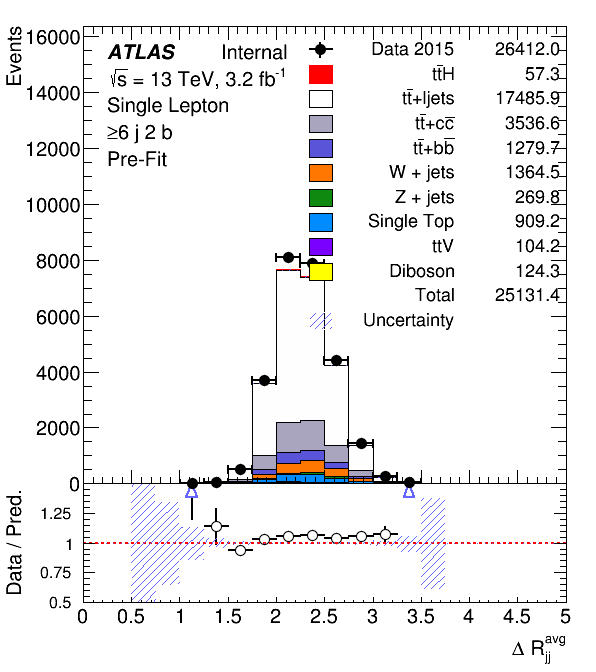 Events
16000
14000
12000
10000
8000
6000
4000
2000
0
ATLAS Internal
√s = 13 TeV, 3.2 fb⁻¹
Single Lepton
≥6 j 2 b
Pre-Fit
Data 2015 26412.0
tt̄H 57.3
tt̄+ljets 17485.9
tt̄+cc̄ 3536.6
tt̄+bb̄ 1279.7
W + jets 1364.5
Z + jets 269.8
Single Top 909.2
ttV 104.2
Diboson 124.3
Total 25131.4
Uncertainty
Data / Pred.
1.25
1
0.75
0.5
0 0.5 1 1.5 2 2.5 3 3.5 4 4.5 5
Δ R_jj^avg